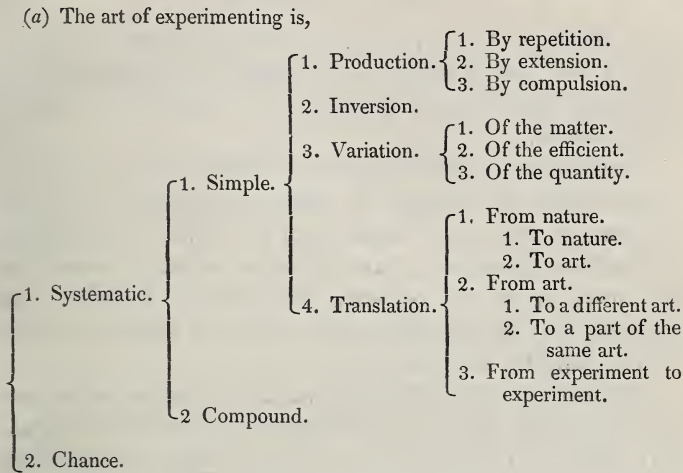 (a) The art of experimenting is,
1. Production.
1. By repetition.
2. By extension.
3. By compulsion.
2. Inversion.
3. Variation.
1. Of the matter.
2. Of the efficient.
3. Of the quantity.
1. Simple.
4. Translation.
1. From nature.
1. To nature.
2. To art.
2. From art.
1. To a different art.
2. To a part of the
same art.
3. From experiment to
experiment.
1. Systematic.
2 Compound.
2. Chance.